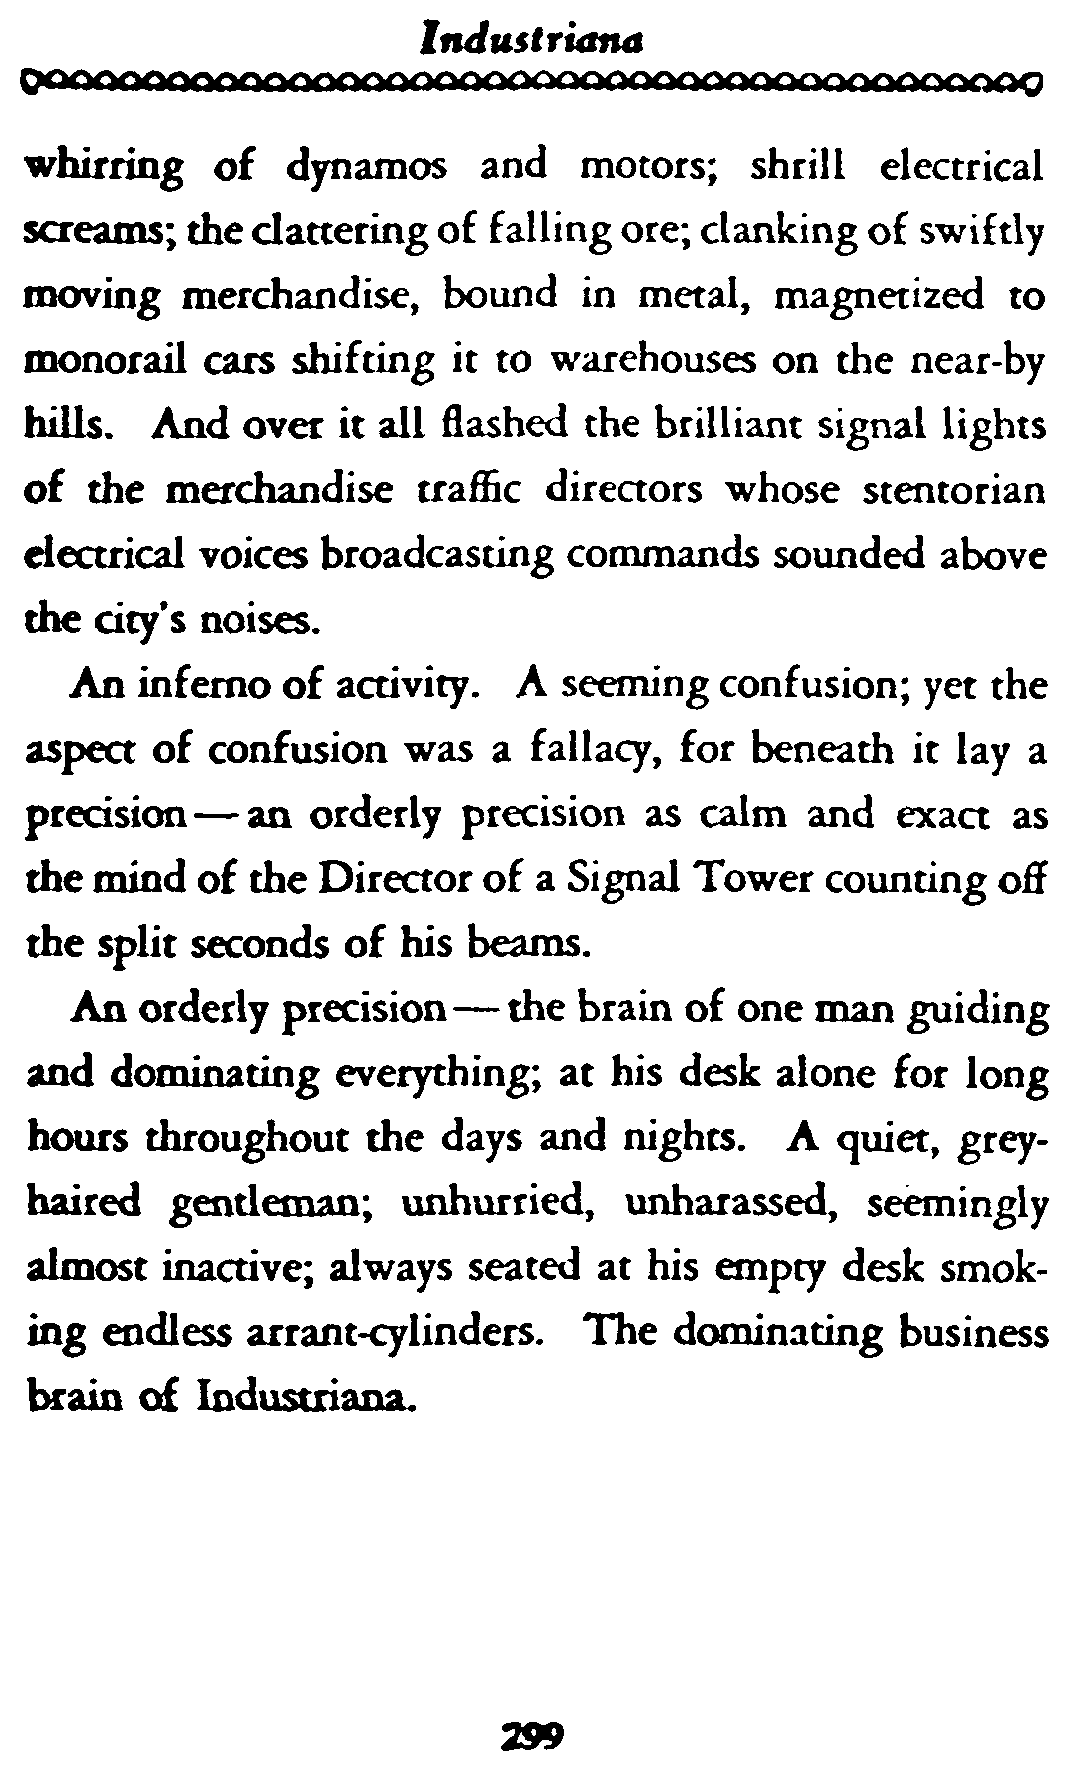 Industriana
whirring of dynamos and motors; shrill electrical
screams; the clattering of falling ore; clanking of swiftly
moving merchandise, bound in metal, magnetized to
monorail cars shifting it to warehouses on the near-by
hills. And over it all flashed the brilliant signal lights
of the merchandise traffic directors whose stentorian
electrical voices broadcasting commands sounded above
the city's noises.
An inferno of activity. A seeming confusion; yet the
aspect of confusion was a fallacy, for beneath it lay a
precision—an orderly precision as calm and exact as
the mind of the Director of a Signal Tower counting off
the split seconds of his beams.
An orderly precision—the brain of one man guiding
and dominating everything; at his desk alone for long
hours throughout the days and nights. A quiet, grey-
haired gentleman; unhurried, unharassed, seemingly
almost inactive; always seated at his empty desk smok-
ing endless arrant-cylinders. The dominating business
brain of Industriana.
299